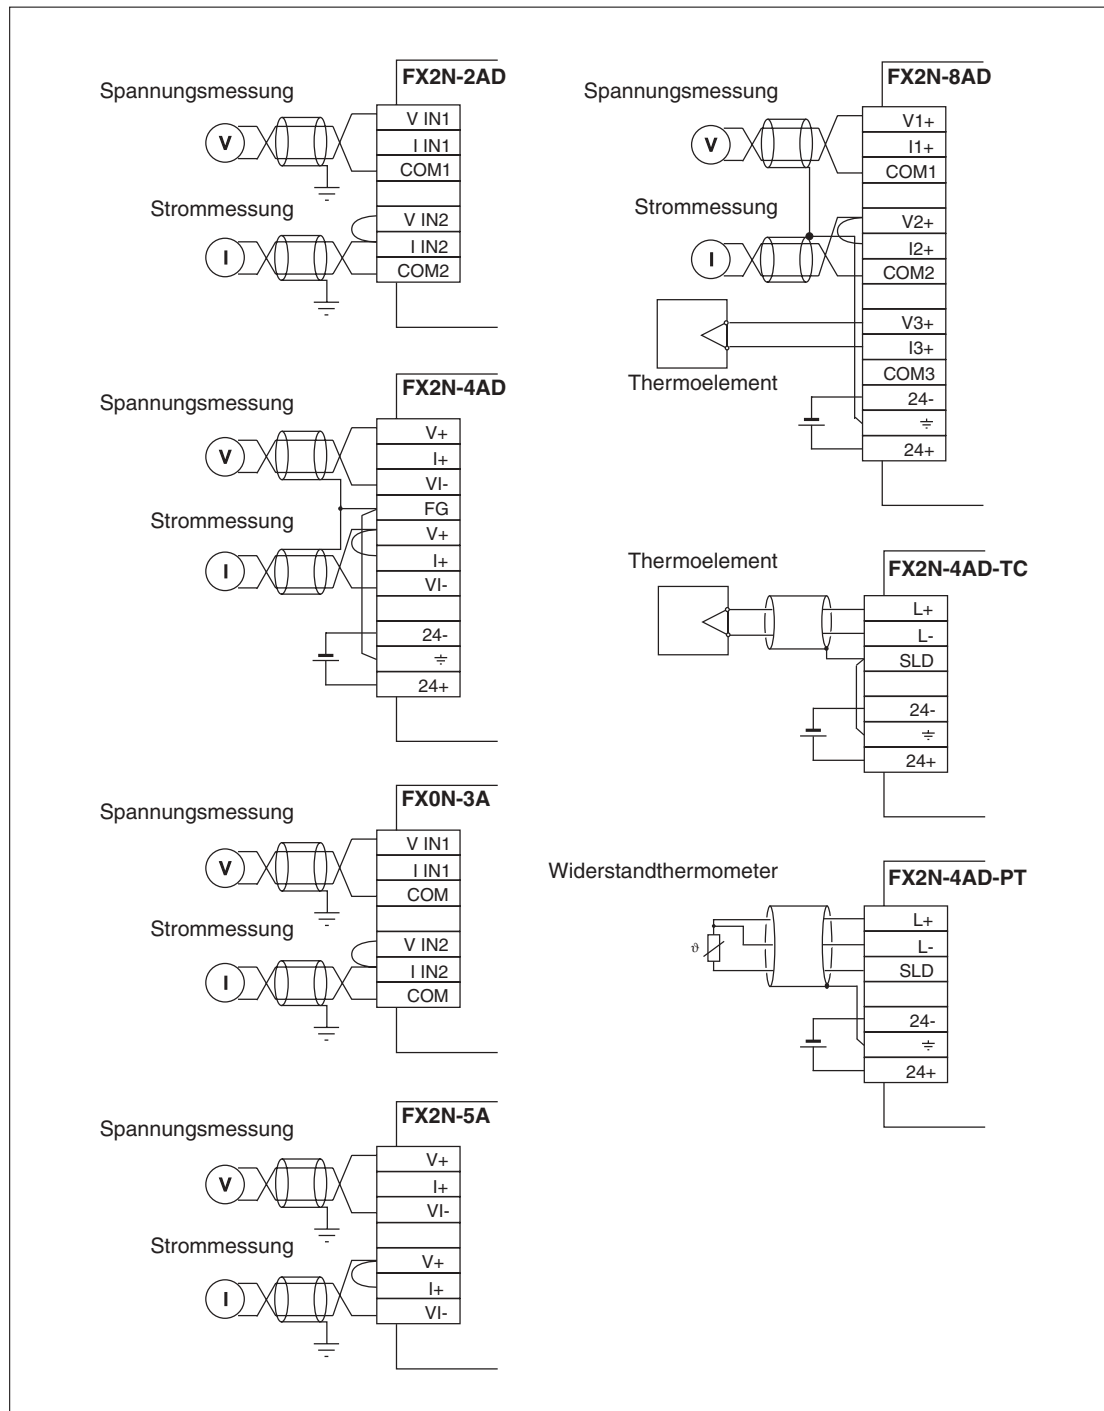 FX2N-2AD
Spannungsmessung
V
V IN1
I IN1
COM1
Strommessung
I
V IN2
I IN2
COM2
FX2N-4AD
Spannungsmessung
V
V+
I+
VI-
FG
Strommessung
I
V+
I+
VI-
24-
24+
FX0N-3A
Spannungsmessung
V
V IN1
I IN1
COM
Strommessung
I
V IN2
I IN2
COM
FX2N-5A
Spannungsmessung
V
V+
I+
VI-
Strommessung
I
V+
I+
VI-
FX2N-8AD
Spannungsmessung
V
V1+
I1+
COM1
Strommessung
I
V2+
I2+
COM2
V3+
I3+
COM3
Thermoelement
24-
24+
Thermoelement
FX2N-4AD-TC
L+
L-
SLD
24-
24+
Widerstandthermometer
FX2N-4AD-PT
ϑ
L+
L-
SLD
24-
24+